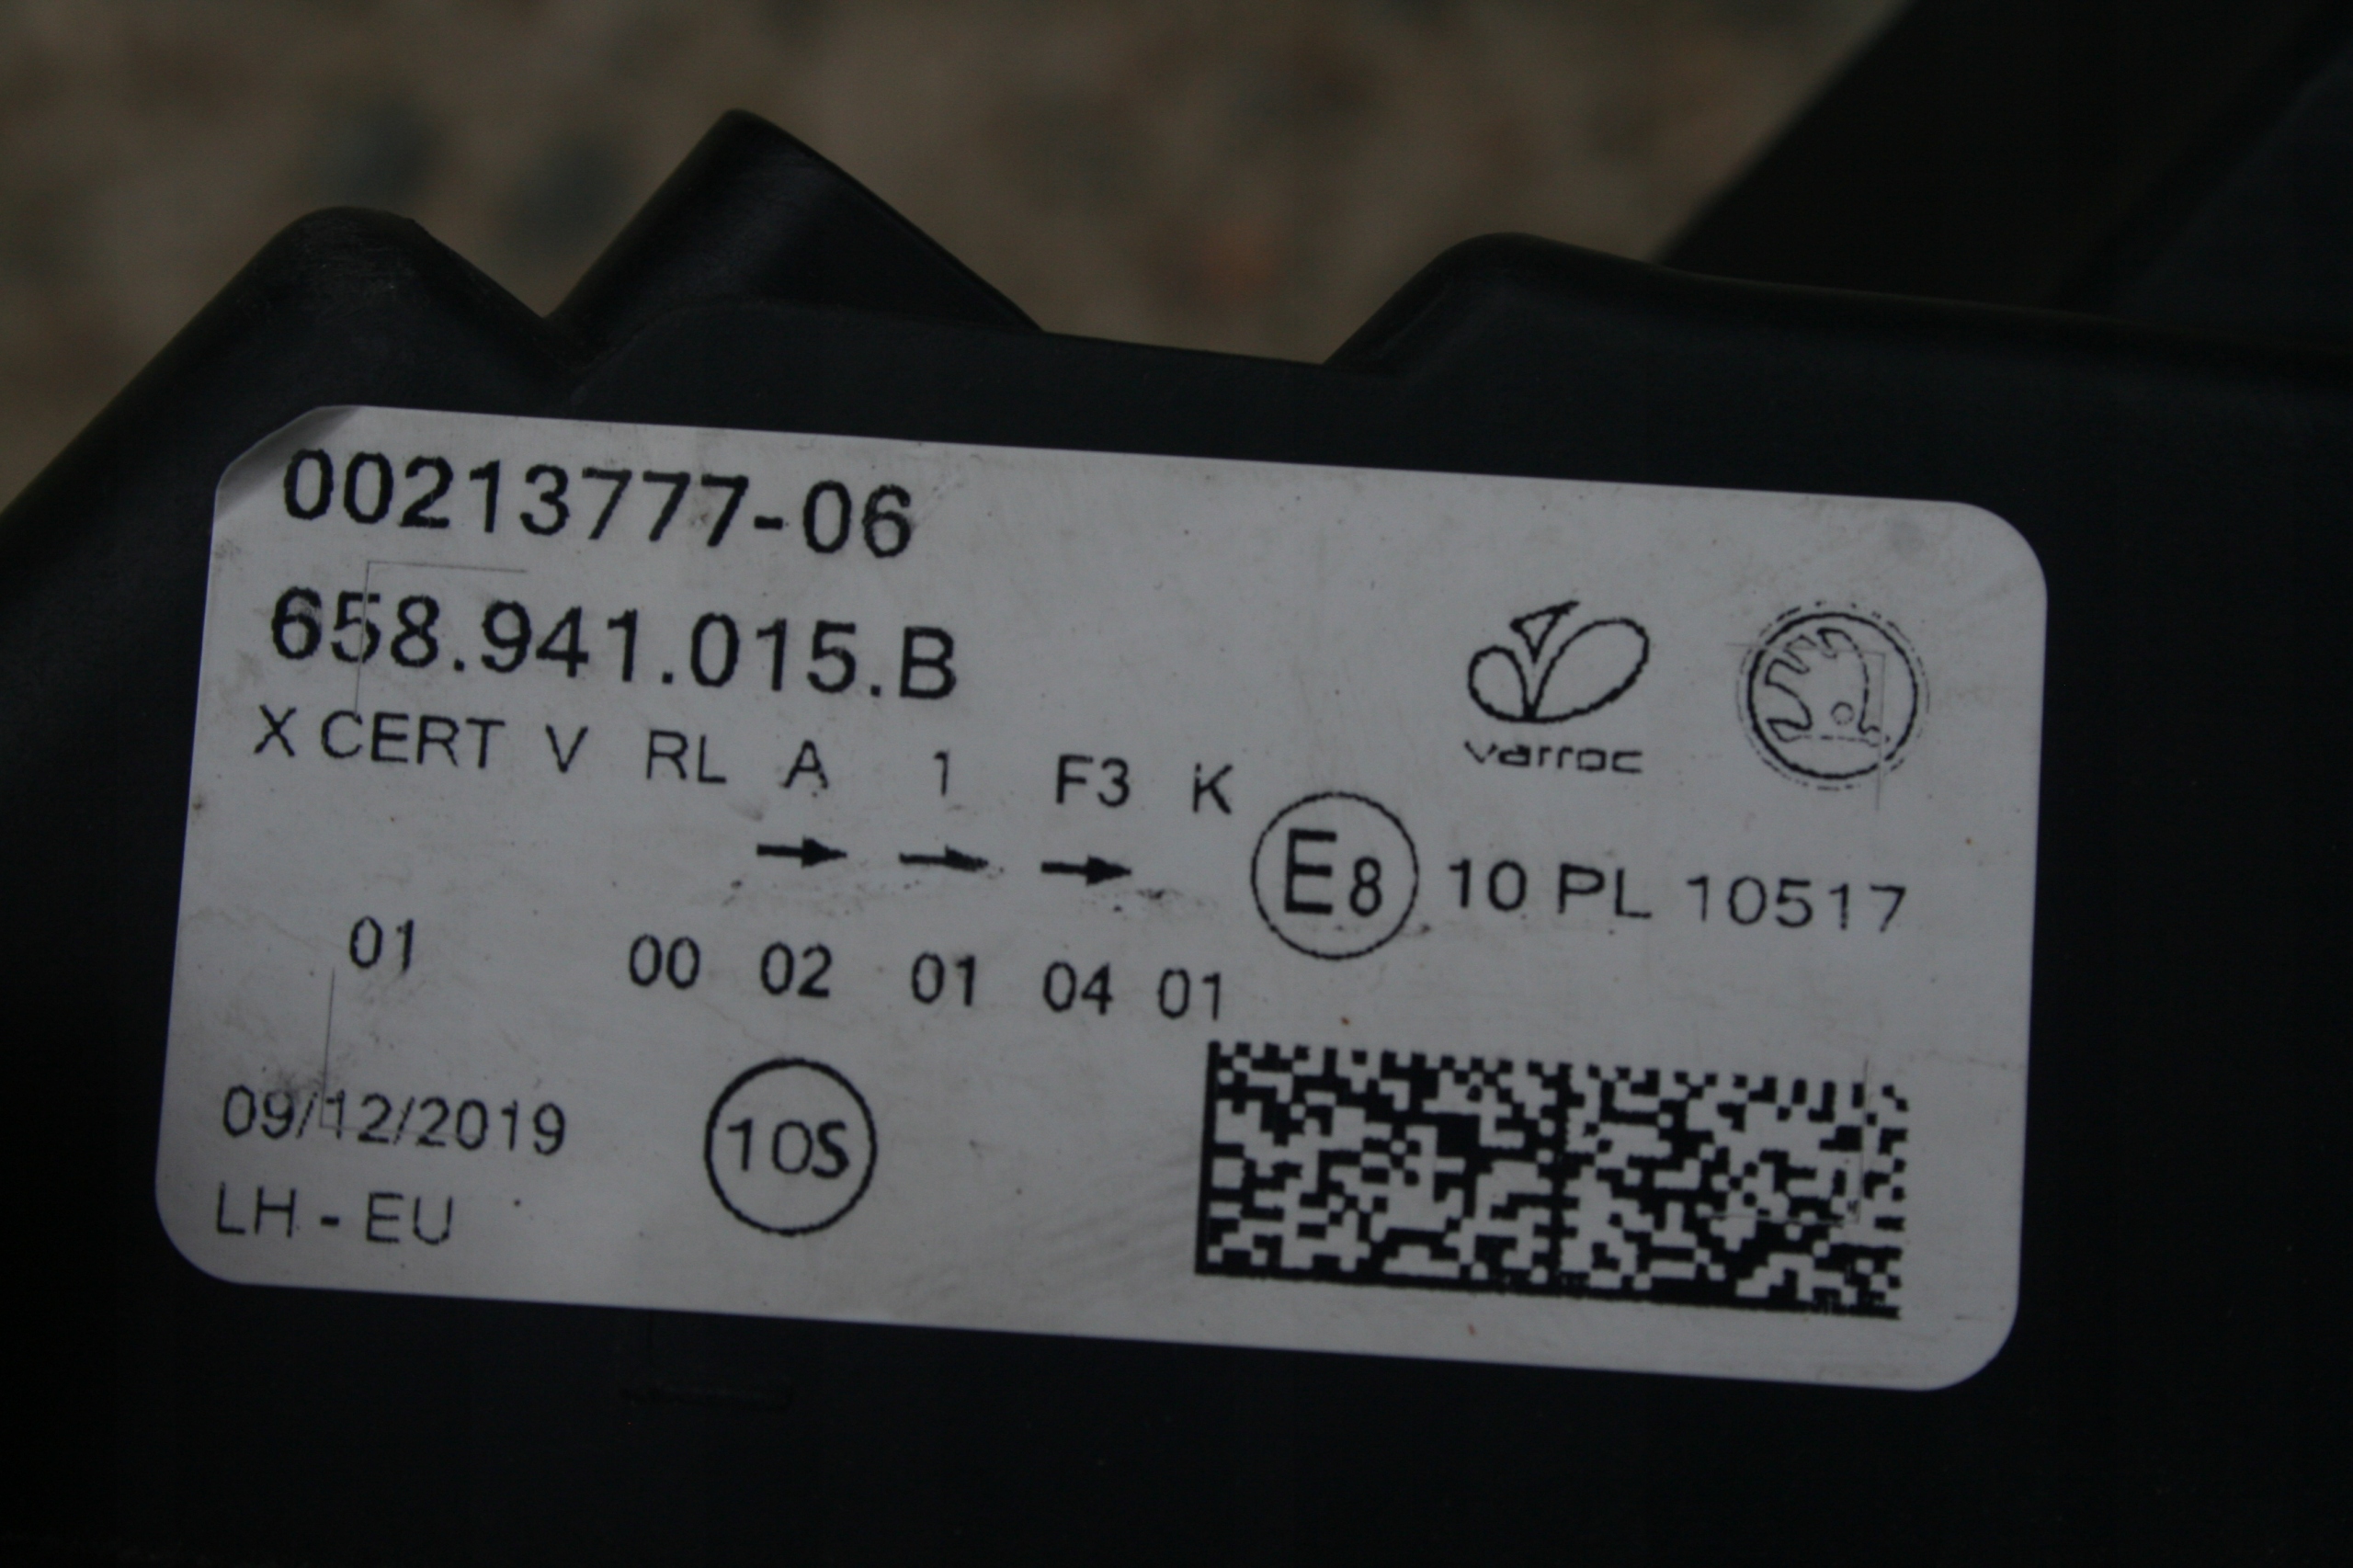 00213777-06
658.941.015.B
varroc
X CERT V RL A 1 F3 K
→ → →
E8 10 PL 10517
01 00 02 01 04 01
09/12/2019
10S
LH - EU